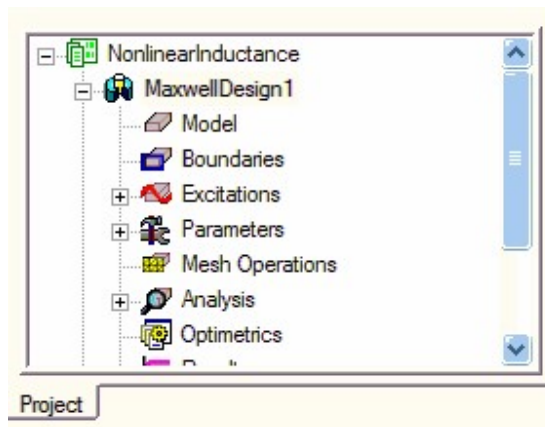 NonlinearInductance
MaxwellDesign1
Model
Boundaries
Excitations
Parameters
Mesh Operations
Analysis
Optimetrics
Project